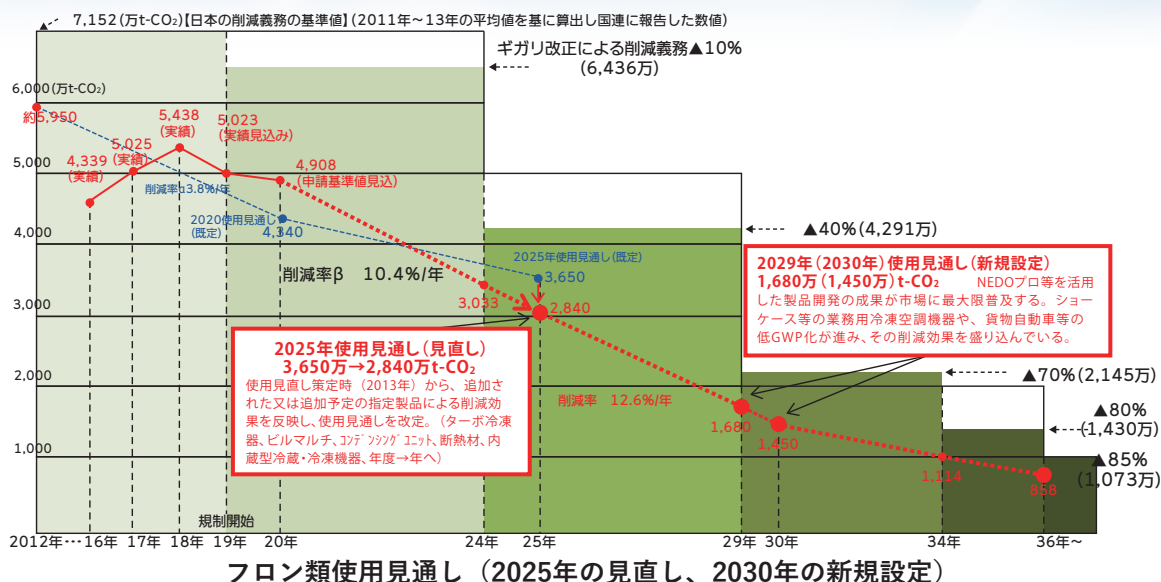 7,152(万t-CO₂)【日本の削減義務の基準値】(2011年～13年の平均値を基に算出し国連に報告した数値)
ギガリ改正による削減義務▲10%
(6,436万)
6,000(万t-CO₂)
約5,950
5,438
(実績)
5,023
(実績見込み)
5,025
(実績)
5,000
4,339
(実績)
4,908
(申請基準値見込)
削減率α3.8%/年
2020使用見通し
(既定)
4,340
4,000
▲40%(4,291万)
2025年使用見通し(既定)
3,650
削減率β 10.4%/年
3,033
2,840
3,000
2029年(2030年)使用見通し(新規設定)
1,680万(1,450万)t-CO₂ NEDOプロ等を活用
した製品開発の成果が市場に最大限普及する。ショー
ケース等の業務用冷凍空調機器や、貨物自動車等の
低GWP化が進み、その削減効果を盛り込んでいる。
2025年使用見通し(見直し)
3,650万→2,840万t-CO₂
使用見直し策定時(2013年)から、追加さ
れた又は追加予定の指定製品による削減効
果を反映し、使用見通しを改定。(ターボ冷凍
器、ビルマルチ、コンデンシングユニット、断熱材、内
蔵型冷蔵・冷凍機器、年度→年へ)
2,000
▲70%(2,145万)
削減率 12.6%/年
1,680
1,450
▲80%
(1,430万)
1,000
▲85%
(1,073万)
1,114
858
規制開始
2012年…16年 17年 18年 19年 20年 24年 25年 29年 30年 34年 36年～
フロン類使用見通し(2025年の見直し、2030年の新規設定)